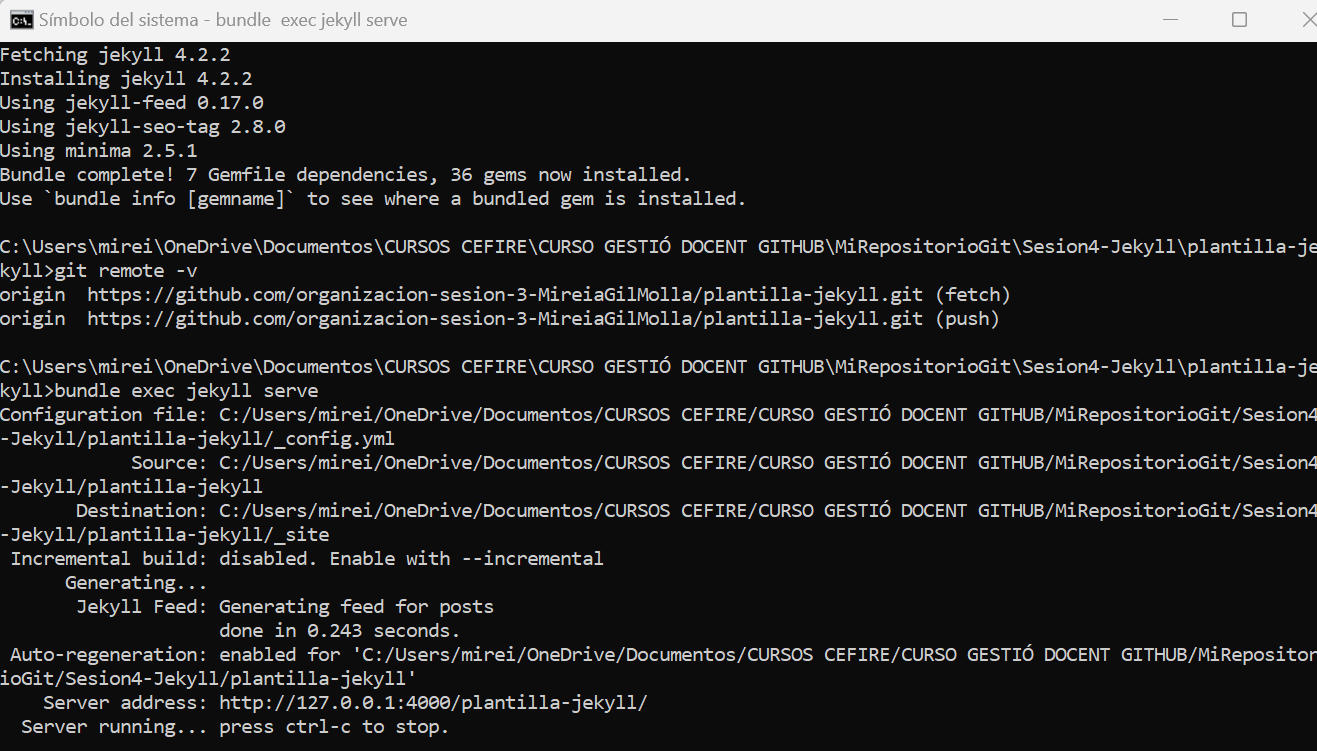 Símbolo del sistema - bundle  exec jekyll serve
Fetching jekyll 4.2.2
Installing jekyll 4.2.2
Using jekyll-feed 0.17.0
Using jekyll-seo-tag 2.8.0
Using minima 2.5.1
Bundle complete! 7 Gemfile dependencies, 36 gems now installed.
Use `bundle info [gemname]` to see where a bundled gem is installed.
C:\Users\mirei\OneDrive\Documentos\CURSOS CEFIRE\CURSO GESTIÓ DOCENT GITHUB\MiRepositorioGit\Sesion4-Jekyll\plantilla-je
kyll>git remote -v
origin  https://github.com/organizacion-sesion-3-MireiaGilMolla/plantilla-jekyll.git (fetch)
origin  https://github.com/organizacion-sesion-3-MireiaGilMolla/plantilla-jekyll.git (push)
C:\Users\mirei\OneDrive\Documentos\CURSOS CEFIRE\CURSO GESTIÓ DOCENT GITHUB\MiRepositorioGit\Sesion4-Jekyll\plantilla-je
kyll>bundle exec jekyll serve
Configuration file: C:/Users/mirei/OneDrive/Documentos/CURSOS CEFIRE/CURSO GESTIÓ DOCENT GITHUB/MiRepositorioGit/Sesion4
-Jekyll/plantilla-jekyll/_config.yml
Source: C:/Users/mirei/OneDrive/Documentos/CURSOS CEFIRE/CURSO GESTIÓ DOCENT GITHUB/MiRepositorioGit/Sesion4
-Jekyll/plantilla-jekyll
Destination: C:/Users/mirei/OneDrive/Documentos/CURSOS CEFIRE/CURSO GESTIÓ DOCENT GITHUB/MiRepositorioGit/Sesion4
-Jekyll/plantilla-jekyll/_site
Incremental build: disabled. Enable with --incremental
Generating...
Jekyll Feed: Generating feed for posts
done in 0.243 seconds.
Auto-regeneration: enabled for 'C:/Users/mirei/OneDrive/Documentos/CURSOS CEFIRE/CURSO GESTIÓ DOCENT GITHUB/MiRepositor
ioGit/Sesion4-Jekyll/plantilla-jekyll'
Server address: http://127.0.0.1:4000/plantilla-jekyll/
Server running... press ctrl-c to stop.